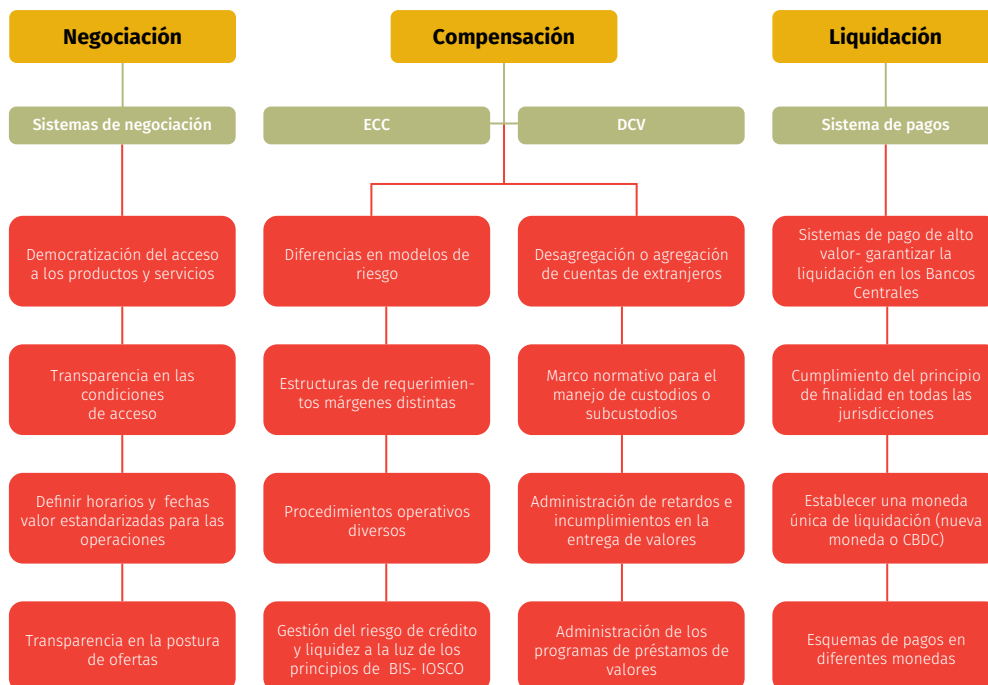 Negociación
Compensación
Liquidación
Sistemas de negociación
ECC
DCV
Sistema de pagos
Democratización del acceso
a los productos y servicios
Diferencias en modelos de
riesgo
Desagregación o agregación
de cuentas de extranjeros
Sistemas de pago de alto
valor- garantizar la
liquidación en los Bancos
Centrales
Transparencia en las
condiciones
de acceso
Estructuras de requerimien-
tos márgenes distintas
Marco normativo para el
manejo de custodios o
subcustodios
Cumplimiento del principio
de finalidad en todas las
jurisdicciones
Definir horarios y fechas
valor estandarizadas para las
operaciones
Procedimientos operativos
diversos
Administración de retardos e
incumplimientos en la
entrega de valores
Establecer una moneda
única de liquidación (nueva
moneda o CBDC)
Transparencia en la postura
de ofertas
Gestión del riesgo de crédito
y liquidez a la luz de los
principios de BIS- IOSCO
Administración de los
programas de préstamos de
valores
Esquemas de pagos en
diferentes monedas